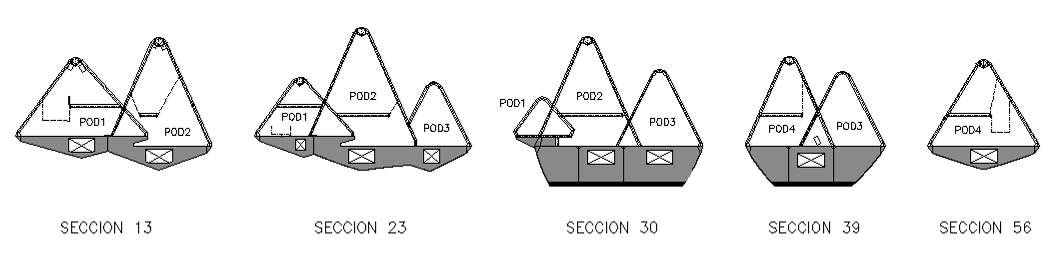 POD1
POD2
POD1
POD2
POD3
POD1
POD2
POD3
POD4
POD3
POD4
SECCION 13
SECCION 23
SECCION 30
SECCION 39
SECCION 56